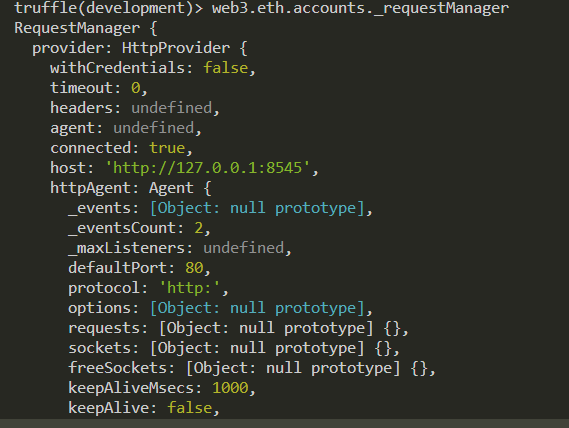 truffle(development)> web3.eth.accounts._requestManager
RequestManager {
provider: HttpProvider {
withCredentials: false,
timeout: 0,
headers: undefined,
agent: undefined,
connected: true,
host: 'http://127.0.0.1:8545',
httpAgent: Agent {
_events: [Object: null prototype],
_eventsCount: 2,
_maxListeners: undefined,
defaultPort: 80,
protocol: 'http:',
options: [Object: null prototype],
requests: [Object: null prototype] {},
sockets: [Object: null prototype] {},
freeSockets: [Object: null prototype] {},
keepAliveMsecs: 1000,
keepAlive: false,